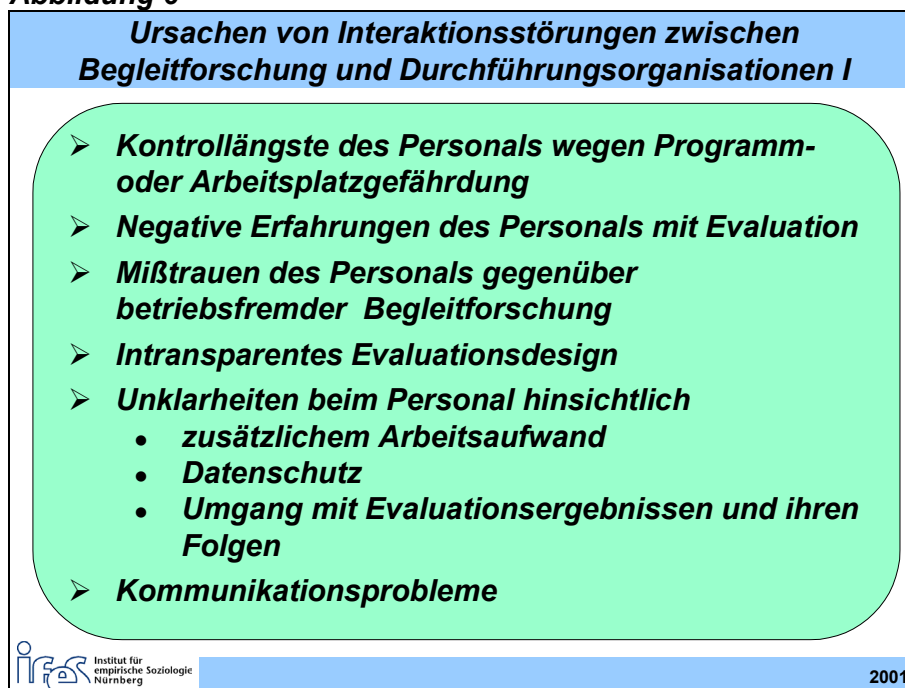 Ursachen von Interaktionsstörungen zwischen
Begleitforschung und Durchführungsorganisationen I
➢ Kontrollängste des Personals wegen Programm-
oder Arbeitsplatzgefährdung
➢ Negative Erfahrungen des Personals mit Evaluation
➢ Mißtrauen des Personals gegenüber
betriebsfremder Begleitforschung
➢ Intransparentes Evaluationsdesign
➢ Unklarheiten beim Personal hinsichtlich
● zusätzlichem Arbeitsaufwand
● Datenschutz
● Umgang mit Evaluationsergebnissen und ihren
Folgen
➢ Kommunikationsprobleme
ifes Institut für
empirische Soziologie
Nürnberg
2001